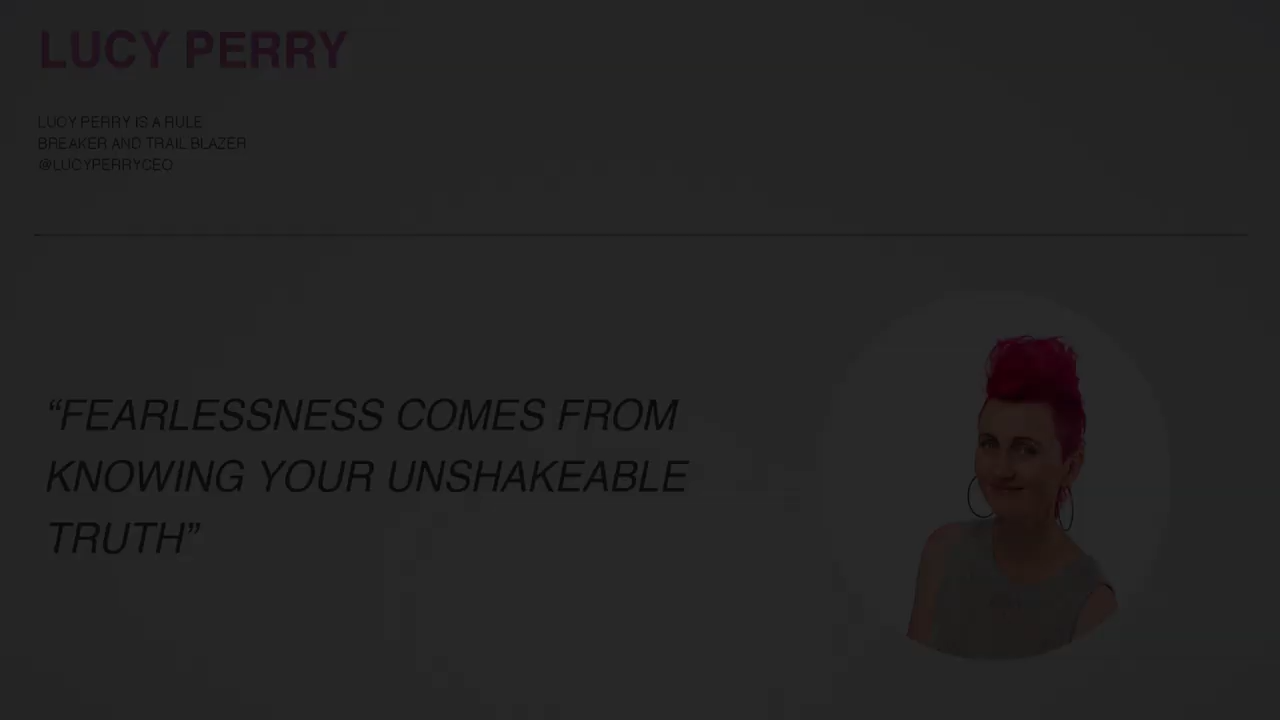 LUCY PERRY
LUCY PERRY IS A RULE
BREAKER AND TRAIL BLAZER
@LUCYPERRYCEO
“FEARLESSNESS COMES FROM
KNOWING YOUR UNSHAKEABLE
TRUTH”